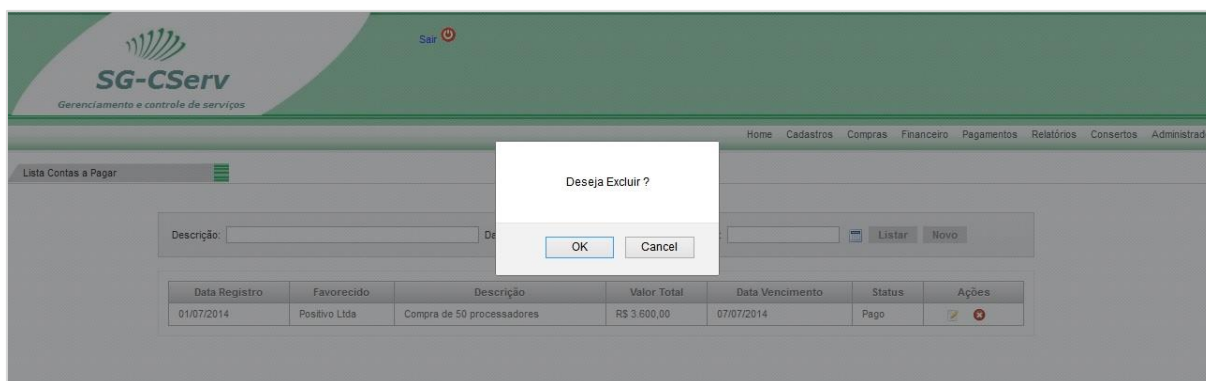 Sair
SG-CServ
Gerenciamento e controle de serviços
Home Cadastros Compras Financeiro Pagamentos Relatórios Consertos Administrad
Lista Contas a Pagar
Deseja Excluir ?
OK Cancel
Descrição: Da : Listar Novo
Data Registro Favorecido Descrição Valor Total Data Vencimento Status Ações
01/07/2014 Positivo Ltda Compra de 50 processadores R$ 3.600,00 07/07/2014 Pago